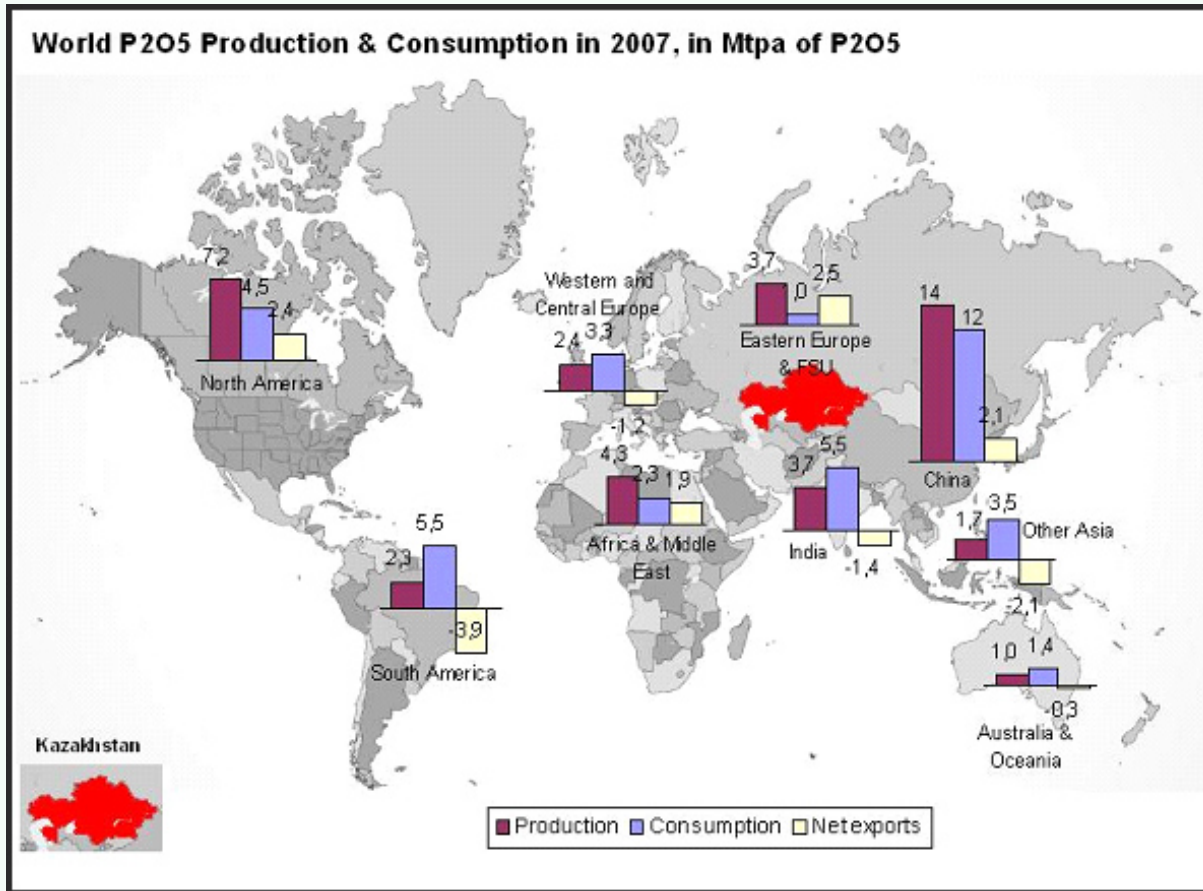 World P2O5 Production & Consumption in 2007, in Mtpa of P2O5
7,2
4,5
2,4
North America
Western and
Central Europe
2,4
3,3
-1,2
3,7
,0
2,5
Eastern Europe
& FSU
14
12
2,1
China
4,3
2,3
1,9
Africa & Middle
East
3,7
5,5
-1,4
India
1,7
3,5
-2,1
Other Asia
2,3
5,5
-3,9
South America
1,0
1,4
-0,3
Australia &
Oceania
Kazakhstan
Production
Consumption
Net exports